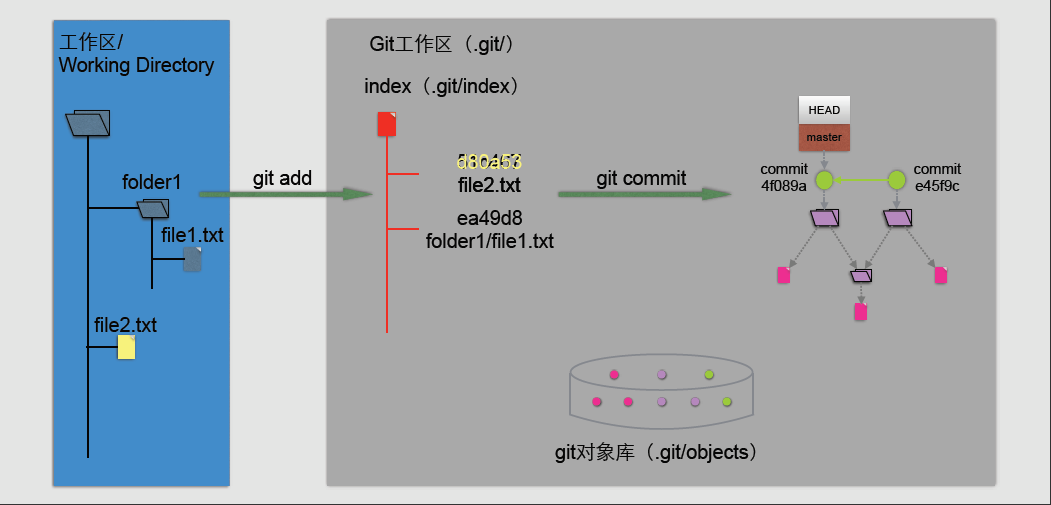 工作区/
Working Directory
folder1
file1.txt
file2.txt
git add
Git工作区（.git/）
index（.git/index）
file2.txt
ea49d8
folder1/file1.txt
git commit
HEAD
master
commit
4f089a
commit
e45f9c
git对象库（.git/objects）